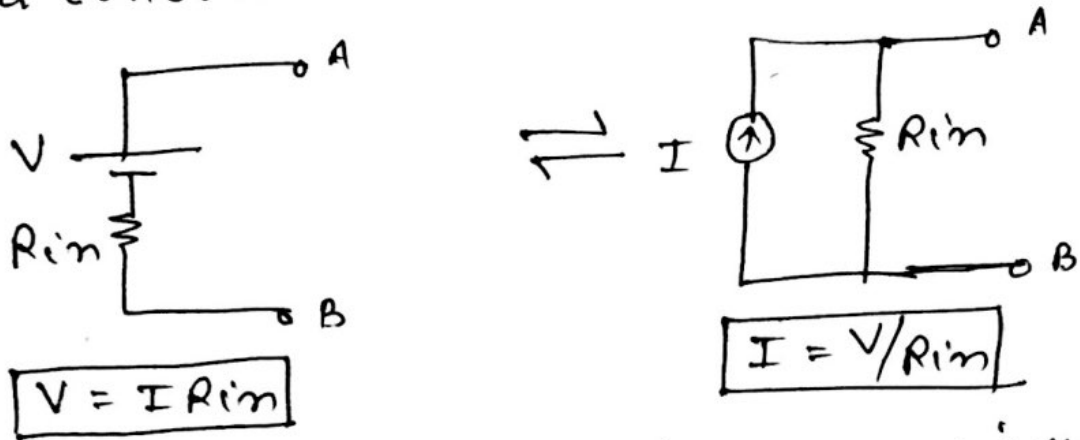 A
V
Rin
B
V = I Rin
I
A
Rin
B
I = V/Rin